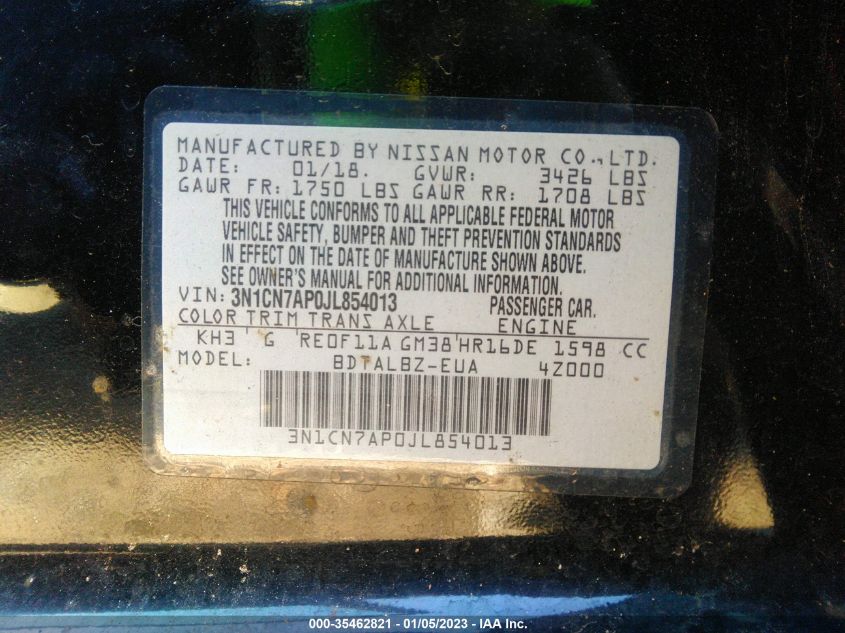 MANUFACTURED BY NISSAN MOTOR CO., LTD.
DATE: 01/18. GVWR: 3426 LBS
GAWR FR: 1750 LBS GAWR RR: 1708 LBS
THIS VEHICLE CONFORMS TO ALL APPLICABLE FEDERAL MOTOR
VEHICLE SAFETY, BUMPER AND THEFT PREVENTION STANDARDS
IN EFFECT ON THE DATE OF MANUFACTURE SHOWN ABOVE.
SEE OWNER'S MANUAL FOR ADDITIONAL INFORMATION.
VIN: 3N1CN7AP0JL854013 PASSENGER CAR.
COLOR TRIM TRANS AXLE ENGINE
KH3 G RE0F11A GM38 HR16DE 1598 CC
MODEL: BDTALBZ-EUA 4Z000
3N1CN7AP0JL854013
000-35462821 - 01/05/2023 - IAA Inc.